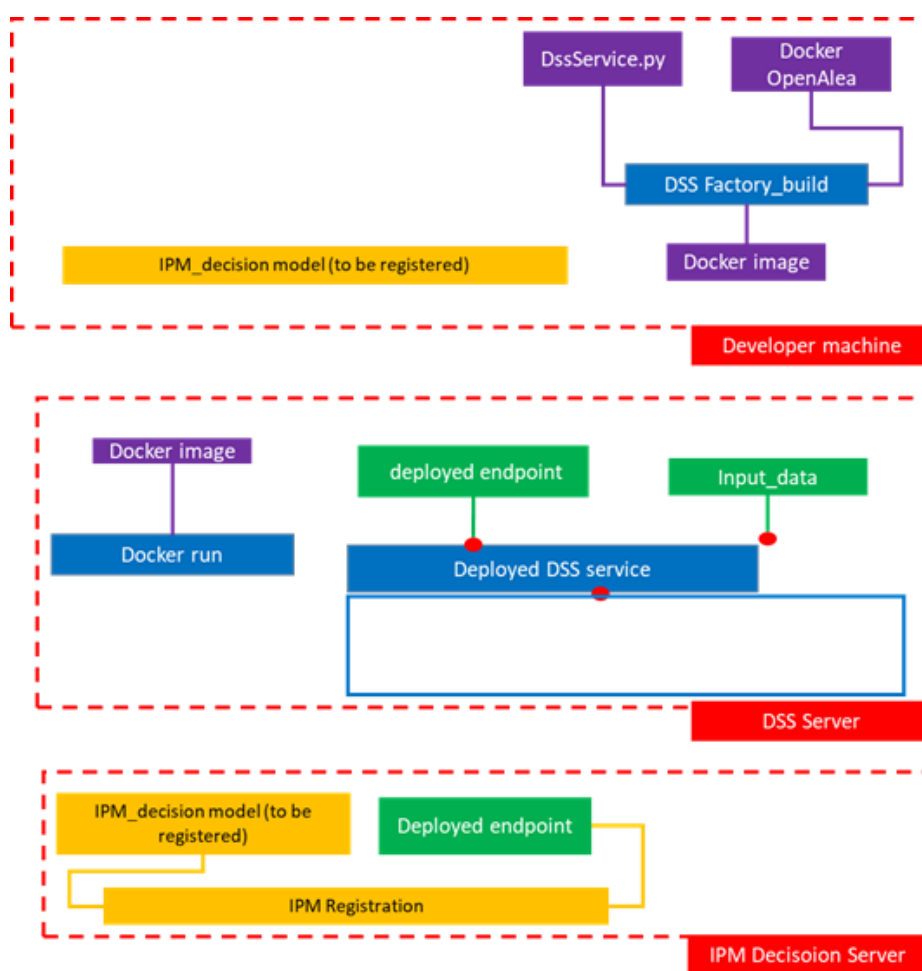 DssService.py
Docker
OpenAlea
DSS Factory_build
IPM_decision model (to be registered)
Docker image
Developer machine
Docker image
deployed endpoint
Input_data
Docker run
Deployed DSS service
DSS Server
IPM_decision model (to be
registered)
Deployed endpoint
IPM Registration
IPM Decisoion Server